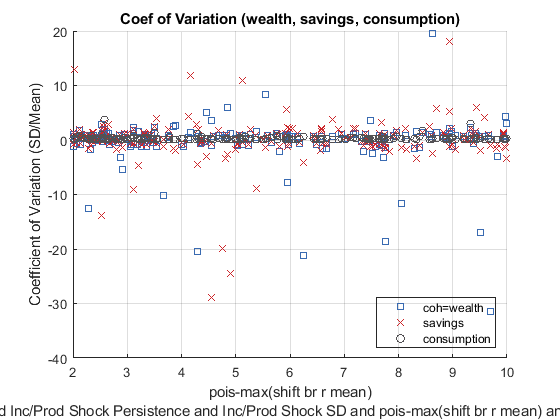 Coef of Variation (wealth, savings, consumption)
Coefficient of Variation (SD/Mean)
20
10
0
-10
-20
-30
-40
coh=wealth
savings
consumption
2 3 4 5 6 7 8 9 10
pois-max(shift br r mean)
d Inc/Prod Shock Persistence and Inc/Prod Shock SD and pois-max(shift br r mean) an